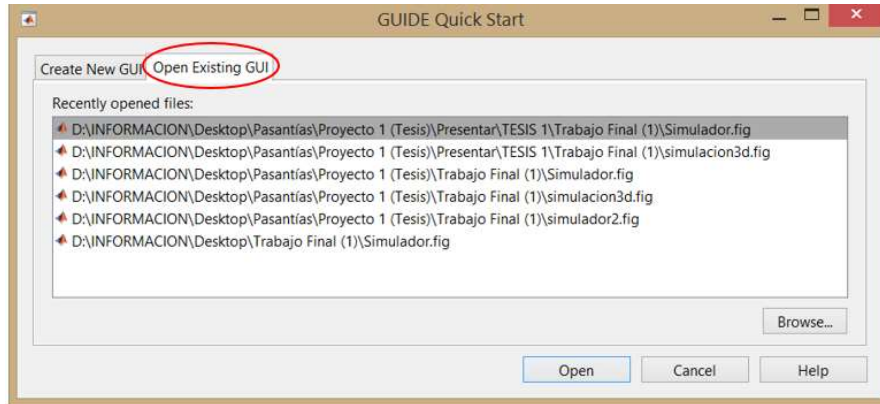 GUIDE Quick Start
Create New GUI Open Existing GUI
Recently opened files:
D:\INFORMACION\Desktop\Pasantías\Proyecto 1 (Tesis)\Presentar\TESIS 1\Trabajo Final (1)\Simulador.fig
D:\INFORMACION\Desktop\Pasantías\Proyecto 1 (Tesis)\Presentar\TESIS 1\Trabajo Final (1)\simulacion3d.fig
D:\INFORMACION\Desktop\Pasantías\Proyecto 1 (Tesis)\Trabajo Final (1)\Simulador.fig
D:\INFORMACION\Desktop\Pasantías\Proyecto 1 (Tesis)\Trabajo Final (1)\simulacion3d.fig
D:\INFORMACION\Desktop\Pasantías\Proyecto 1 (Tesis)\Trabajo Final (1)\simulador2.fig
D:\INFORMACION\Desktop\Trabajo Final (1)\Simulador.fig
Browse...
Open Cancel Help